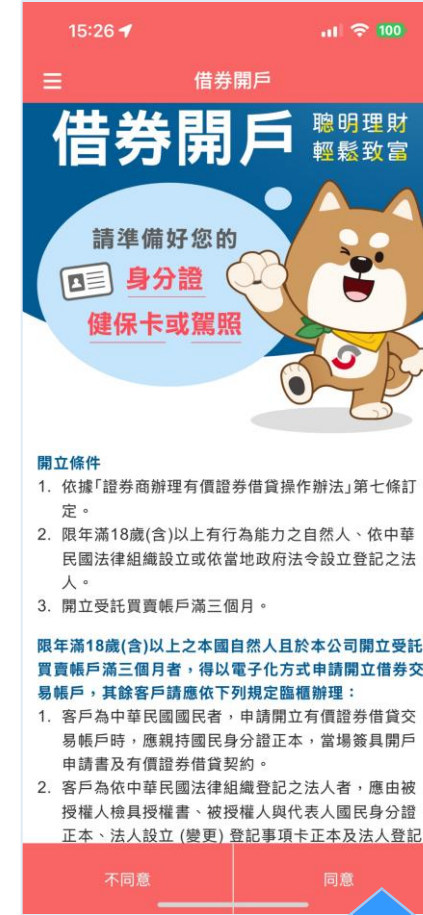 15:26
100
借券開戶
借券開戶
聰明理財
輕鬆致富
請準備好您的
身分證
健保卡或駕照
開立條件
1. 依據「證券商辦理有價證券借貸操作辦法」第七條訂
定。
2. 限年滿18歲(含)以上有行為能力之自然人、依中華
民國法律組織設立或依當地政府法令設立登記之法
人。
3. 開立受託買賣帳戶滿三個月。
限年滿18歲(含)以上之本國自然人且於本公司開立受託
買賣帳戶滿三個月者，得以電子化方式申請開立借券交
易帳戶，其餘客戶請應依下列規定臨櫃辦理：
1. 客戶為中華民國國民者，申請開立有價證券借貸交
易帳戶時，應親持國民身分證正本，當場簽具開戶
申請書及有價證券借貸契約。
2. 客戶為依中華民國法律組織登記之法人者，應由被
授權人檢具授權書、被授權人與代表人國民身分證
正本、法人設立 (變更) 登記事項卡正本及法人登記
不同意
同意